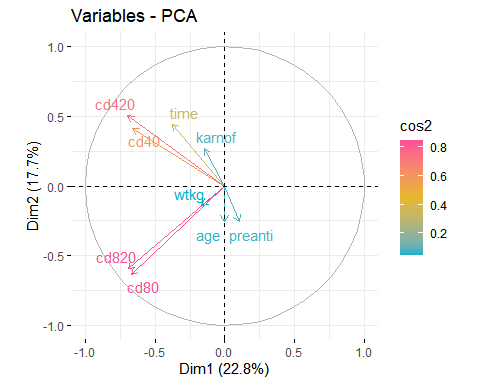 Variables - PCA
1.0
0.5
0.0
-0.5
-1.0
Dim2 (17.7%)
cd420
time
cd40
karnof
wtkg
age
preanti
cd820
cd80
-1.0
-0.5
0.0
0.5
1.0
Dim1 (22.8%)
cos2
0.8
0.6
0.4
0.2